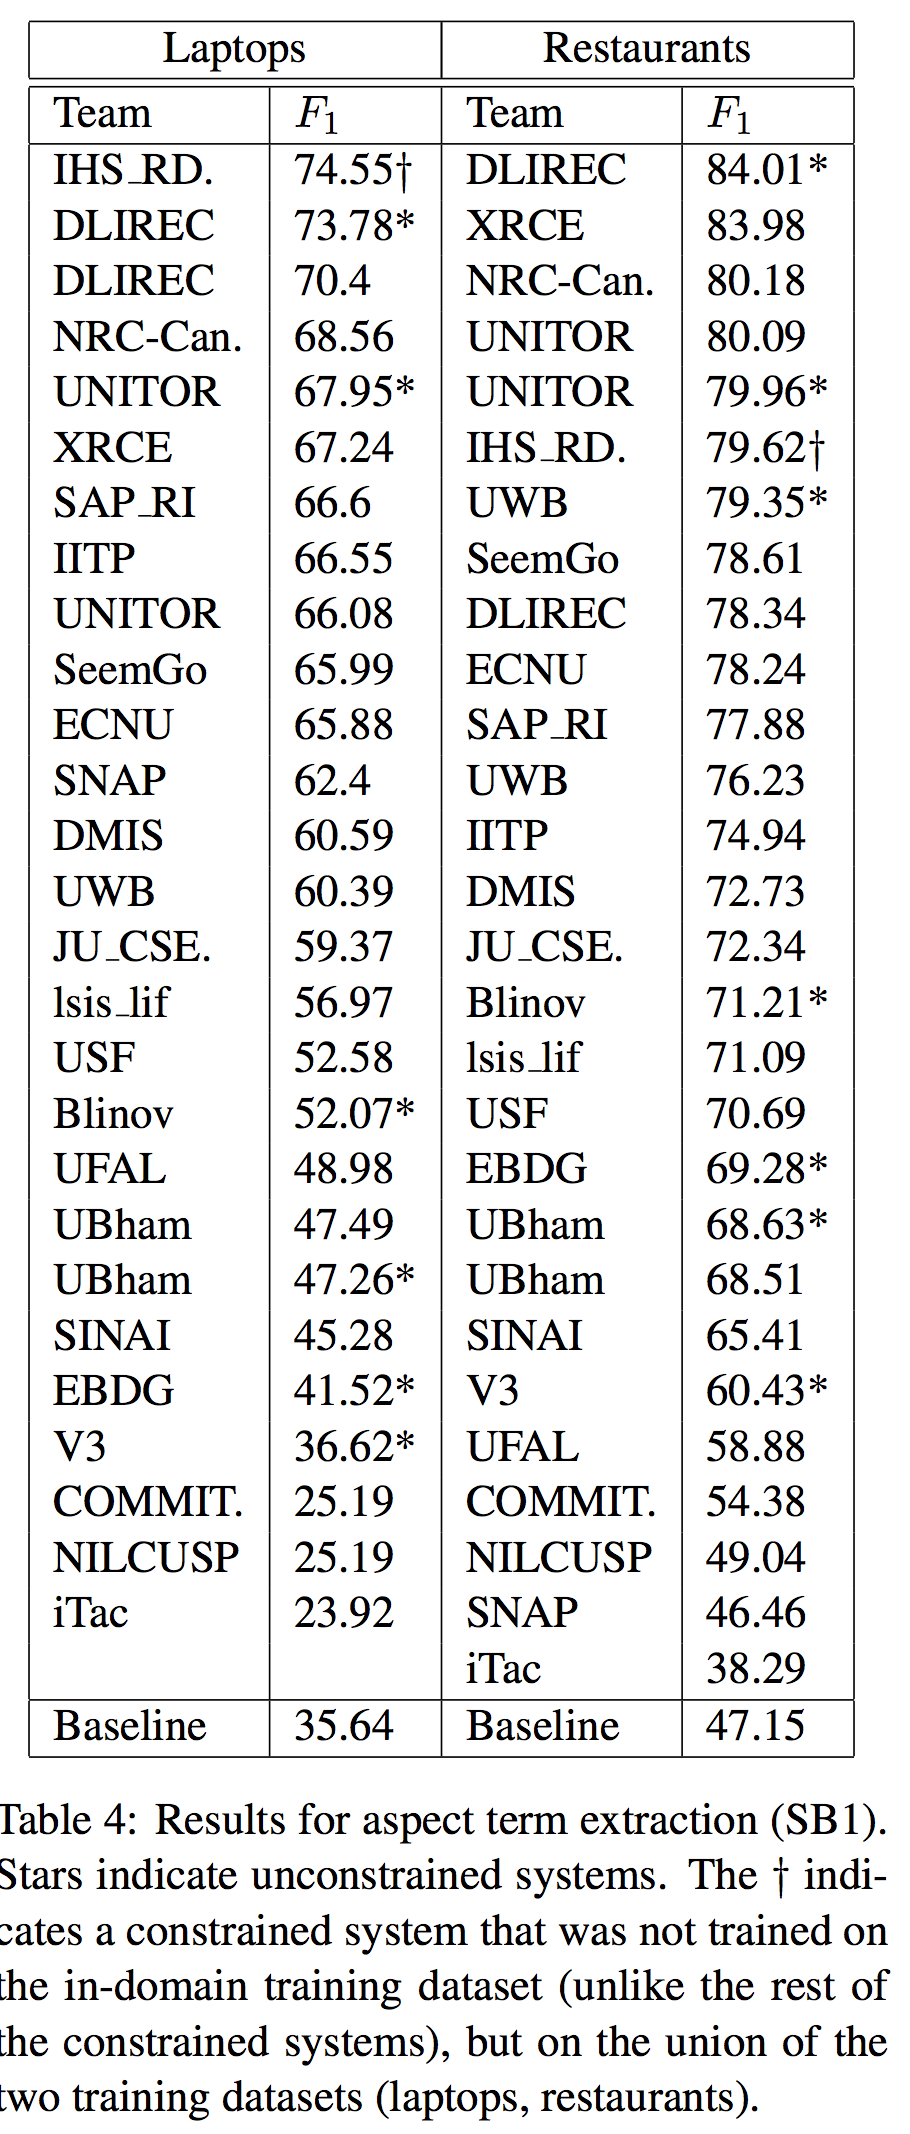 Laptops Restaurants
Team F1 Team F1
IHS_RD. 74.55† DLIREC 84.01*
DLIREC 73.78* XRCE 83.98
DLIREC 70.4 NRC-Can. 80.18
NRC-Can. 68.56 UNITOR 80.09
UNITOR 67.95* UNITOR 79.96*
XRCE 67.24 IHS_RD. 79.62†
SAP_RI 66.6 UWB 79.35*
IITP 66.55 SeemGo 78.61
UNITOR 66.08 DLIREC 78.34
SeemGo 65.99 ECNU 78.24
ECNU 65.88 SAP_RI 77.88
SNAP 62.4 UWB 76.23
DMIS 60.59 IITP 74.94
UWB 60.39 DMIS 72.73
JU_CSE. 59.37 JU_CSE. 72.34
lsis_lif 56.97 Blinov 71.21*
USF 52.58 lsis_lif 71.09
Blinov 52.07* USF 70.69
UFAL 48.98 EBDG 69.28*
UBham 47.49 UBham 68.63*
UBham 47.26* UBham 68.51
SINAI 45.28 SINAI 65.41
EBDG 41.52* V3 60.43*
V3 36.62* UFAL 58.88
COMMIT. 25.19 COMMIT. 54.38
NILCUSP 25.19 NILCUSP 49.04
iTac 23.92 SNAP 46.46
iTac 38.29
Baseline 35.64 Baseline 47.15
Table 4: Results for aspect term extraction (SB1).
Stars indicate unconstrained systems. The † indi-
cates a constrained system that was not trained on
the in-domain training dataset (unlike the rest of
the constrained systems), but on the union of the
two training datasets (laptops, restaurants).